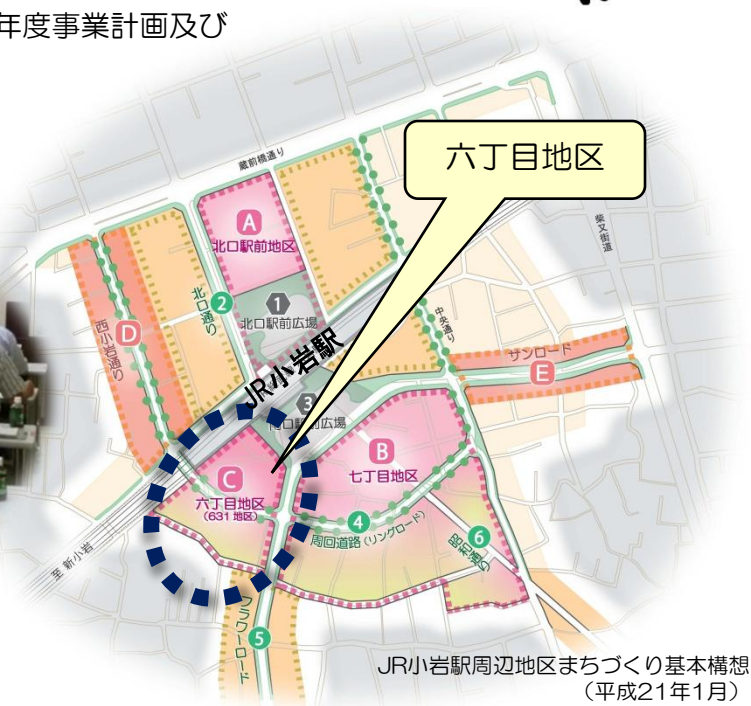 年度事業計画及び
六丁目地区
蔵前橋通り
柴又街道
A
北口駅前地区
2
北口通り
1
北口駅前広場
中央通り
D
西小岩通り
JR小岩駅
サンロード
E
3
南口駅前広場
B
七丁目地区
C
六丁目地区
(631 地区)
4
周回道路(リングロード)
6
昭和通り
至 新小岩
フラワーロード
5
JR小岩駅周辺地区まちづくり基本構想
(平成21年1月)